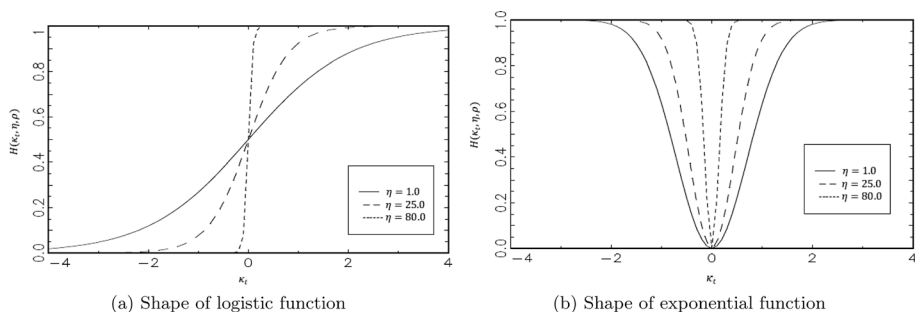 H(κₜ,η,ρ)
1
0.8
0.6
0.4
0.2
0.0
−4
−2
0
2
4
κₜ
η = 1.0
η = 25.0
η = 80.0
(a) Shape of logistic function
H(κₜ,η,ρ)
1.0
0.8
0.6
0.4
0.2
0.0
−4
−2
0
2
4
κₜ
η = 1.0
η = 25.0
η = 80.0
(b) Shape of exponential function